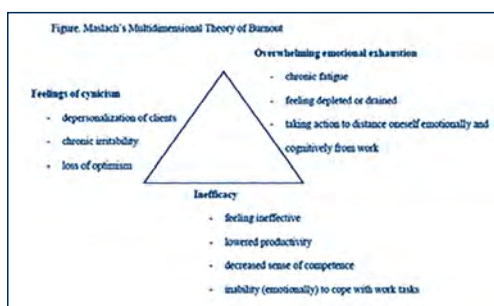 Figure. Maslach's Multidimensional Theory of Burnout
Overwhelming emotional exhaustion
- chronic fatigue
- feeling depleted or drained
- taking action to distance oneself emotionally and
cognitively from work
Feelings of cynicism
- depersonalization of clients
- chronic irritability
- loss of optimism
Inefficacy
- feeling ineffective
- lowered productivity
- decreased sense of competence
- inability (emotionally) to cope with work tasks